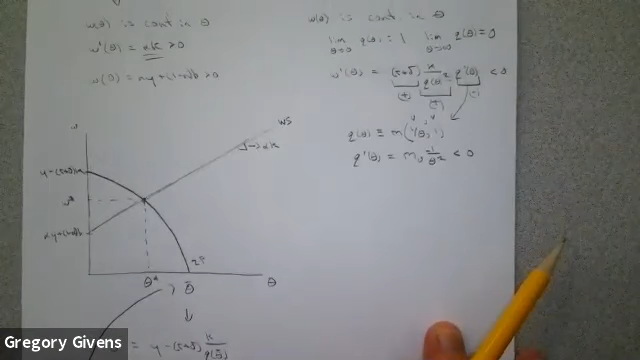 w(θ) is cont in θ
w'(θ) = αk > 0
w(0) = αy + (1-α)b > 0
w
WS
y-(r+δ)k
w*
αy+(1-α)b
ZP
θ*
θ̄
θ
↓
= y - (r+δ) k/q(θ̄)
w(θ) is cont in θ
lim θ→0 q(θ) = 1 lim θ→∞ q(θ) = 0
w'(θ) = (r+δ) k/q(θ)² q'(θ) < 0
(+) (+) (-)
q(θ) ≡ m(1/θ, 1)
q'(θ) = m₁ -1/θ² < 0
Gregory Givens